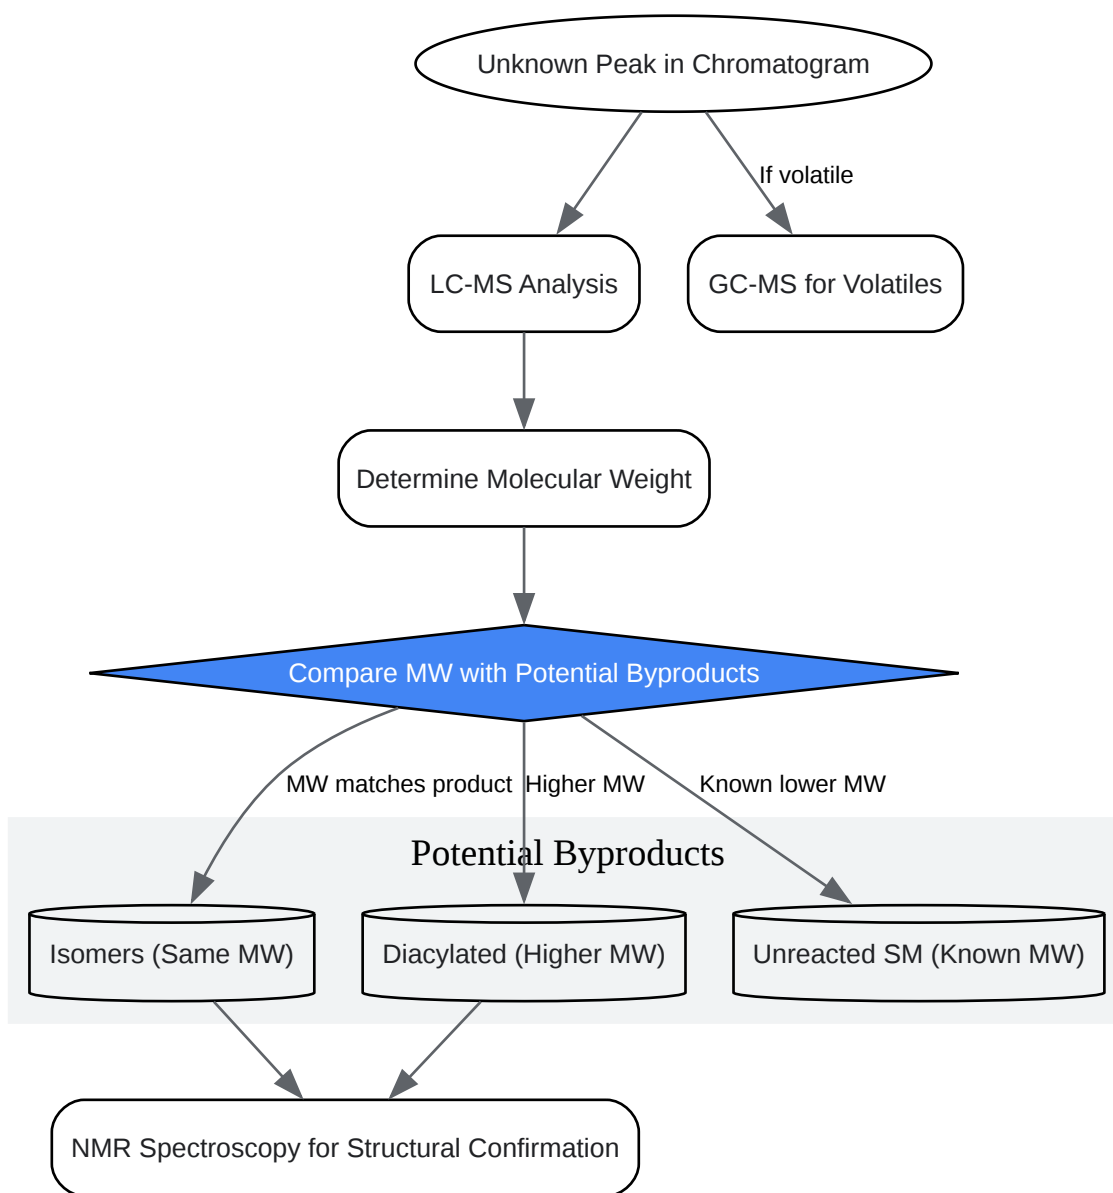 Unknown Peak in Chromatogram
If volatile
LC-MS Analysis
GC-MS for Volatiles
Determine Molecular Weight
Compare MW with Potential Byproducts
MW matches product
Higher MW
Known lower MW
Potential Byproducts
Isomers (Same MW)
Diacylated (Higher MW)
Unreacted SM (Known MW)
NMR Spectroscopy for Structural Confirmation